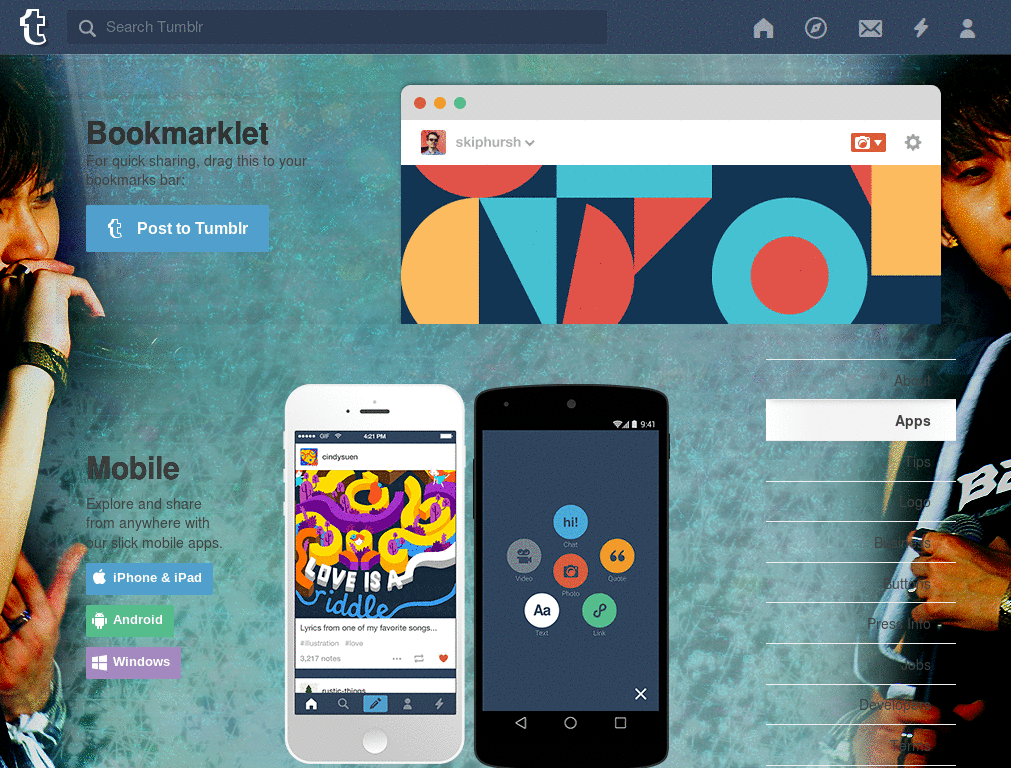 Search Tumblr
Bookmarklet
For quick sharing, drag this to your
bookmarks bar:
Post to Tumblr
skiphursh
Mobile
Explore and share
from anywhere with
our slick mobile apps.
iPhone & iPad
Android
Windows
GIF
4:21 PM
cindysuen
LOVE IS A
riddle
Lyrics from one of my favorite songs...
#illustration #love
3,217 notes
rustic-things
9:41
hi!
Chat
Video
Quote
Photo
Aa
Text
Link
About
Apps
Tips
Logo
Business
Buttons
Press Info
Jobs
Developers
Terms